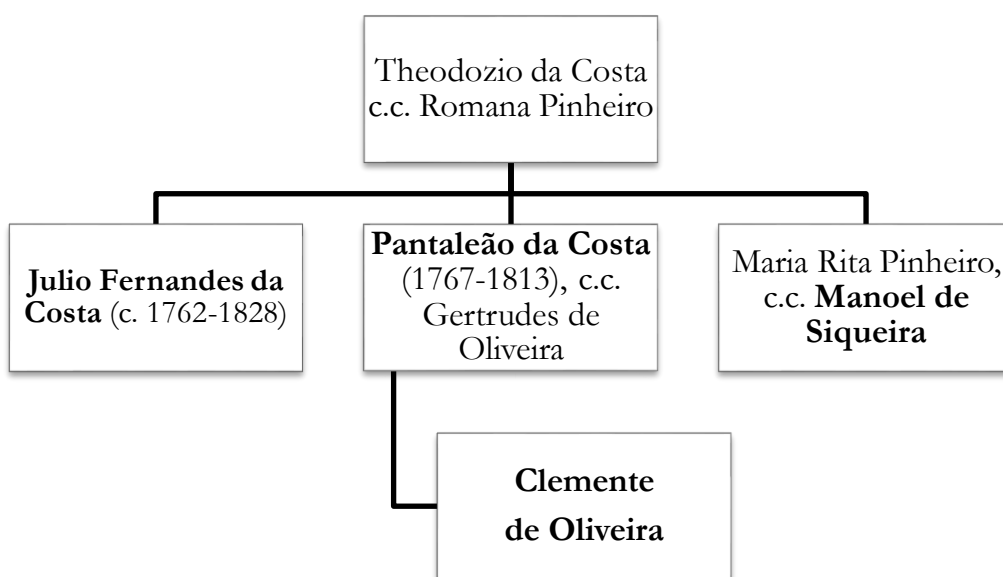 Theodozio da Costa
c.c. Romana Pinheiro
Julio Fernandes da
Costa (c. 1762-1828)
Pantaleão da Costa
(1767-1813), c.c.
Gertrudes de
Oliveira
Maria Rita Pinheiro,
c.c. Manoel de
Siqueira
Clemente
de Oliveira